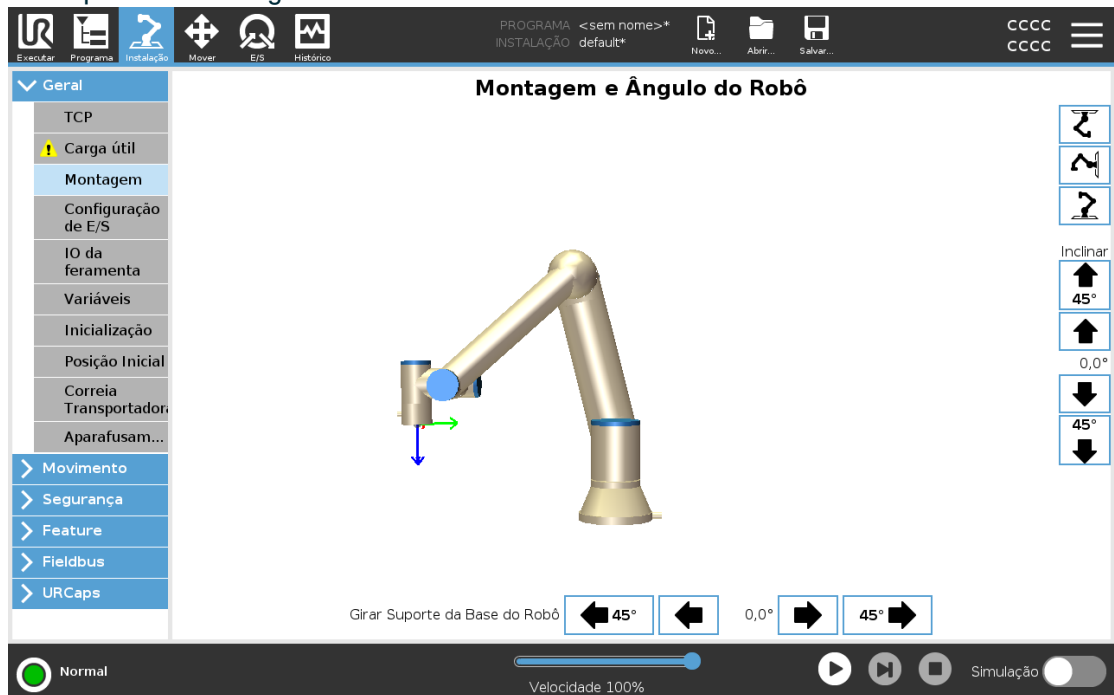 PROGRAMA <sem nome>*
INSTALAÇÃO default*
Executar
Programa
Instalação
Mover
E/S
Histórico
Novo...
Abrir...
Salvar...
CCCC
CCCC
Geral
TCP
Carga útil
Montagem
Configuração
de E/S
IO da
feramenta
Variáveis
Inicialização
Posição Inicial
Correia
Transportadora
Aparafusam...
Movimento
Segurança
Feature
Fieldbus
URCaps
Montagem e Ângulo do Robô
Inclinar
45°
0,0°
45°
Girar Suporte da Base do Robô
45°
0,0°
45°
Normal
Velocidade 100%
Simulação